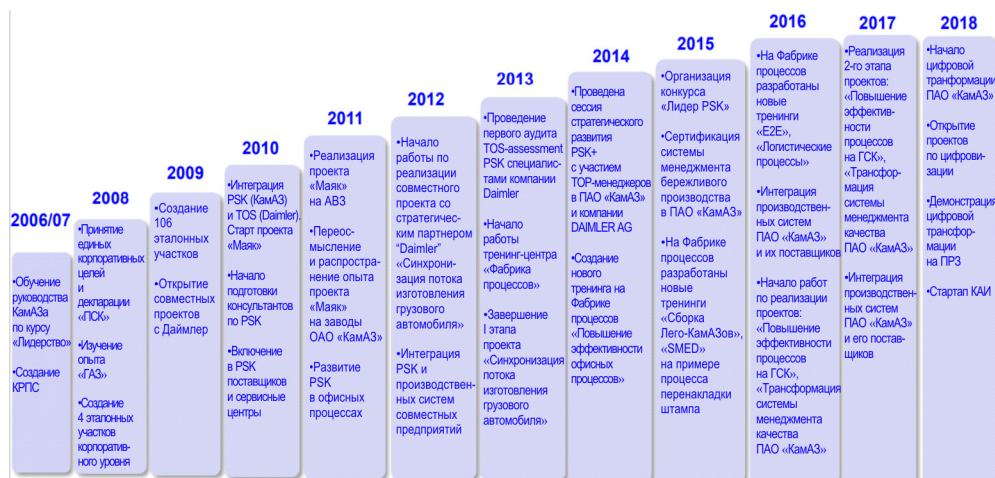 2006/07
•Обучение
руководства
КамАЗа
по курсу
«Лидерство»
•Создание
КРПС
2008
•Принятие
единых
корпоративных
целей
и
декларации
«ПСК»
•Изучение
опыта
«ГАЗ»
•Создание
4 эталонных
участков
корпоратив-
ного уровня
2009
•Создание
106
эталонных
участков
•Открытие
совместных
проектов
с Даймлер
2010
•Интеграция
PSK (КамАЗ)
и TOS (Daimler).
Старт проекта
«Маяк»
•Начало
подготовки
консультантов
по PSK
•Включение
в PSK
поставщиков
и сервисные
центры
2011
•Реализация
проекта
«Маяк»
на АВЗ
•Переос-
мысление
и распростра-
нение опыта
проекта
«Маяк»
на заводы
ОАО «КамАЗ»
•Развитие
PSK
в офисных
процессах
2012
•Начало
работы по
реализации
совместного
проекта со
стратегичес-
ким партнером
“Daimler”
«Синхрони-
зация потока
изготовления
грузового
автомобиля»
•Интеграция
PSK и
производствен-
ных систем
совместных
предприятий
2013
•Проведение
первого аудита
TOS-assessment
PSK специалис-
тами компании
Daimler
•Начало
работы
тренинг-центра
«Фабрика
процессов»
•Завершение
I этапа
проекта
«Синхронизация
потока
изготовления
грузового
автомобиля»
2014
•Проведена
сессия
стратегического
развития
PSK+
с участием
TOP-менеджеров
в ПАО «КамАЗ»
и компании
DAIMLER AG
•Создание
нового
тренинга на
Фабрике
процессов
«Повышение
эффективности
офисных
процессов»
2015
•Организация
конкурса
«Лидер PSK»
•Сертификация
системы
менеджмента
бережливого
производства
в ПАО «КамАЗ»
•На Фабрике
процессов
разработаны
новые
тренинги
«Сборка
Лего-КамАЗов»,
«SMED»
на примере
процесса
переналадки
штампа
2016
•На Фабрике
процессов
разработаны
новые
тренинги
«E2E»,
«Логистические
процессы»
•Интеграция
производствен-
ных систем
ПАО «КамАЗ»
и их поставщиков
•Начало работ
по реализации
проектов:
«Повышение
эффективности
процессов
на ГСК»,
«Трансформация
системы
менеджмента
качества
ПАО «КамАЗ»
2017
•Реализация
2-го этапа
проектов:
«Повышение
эффектив-
ности
процессов
на ГСК»,
«Трансфор-
мация
системы
менеджмента
качества
ПАО «КамАЗ»
•Интеграция
производствен-
ных систем
ПАО «КамАЗ»
и его постав-
щиков
2018
•Начало
цифровой
транформации
ПАО «КамАЗ»
•Открытие
проектов
по цифрови-
зации
•Демонстрация
цифровой
трансфор-
мации
на ПРЗ
•Стартап КАИ